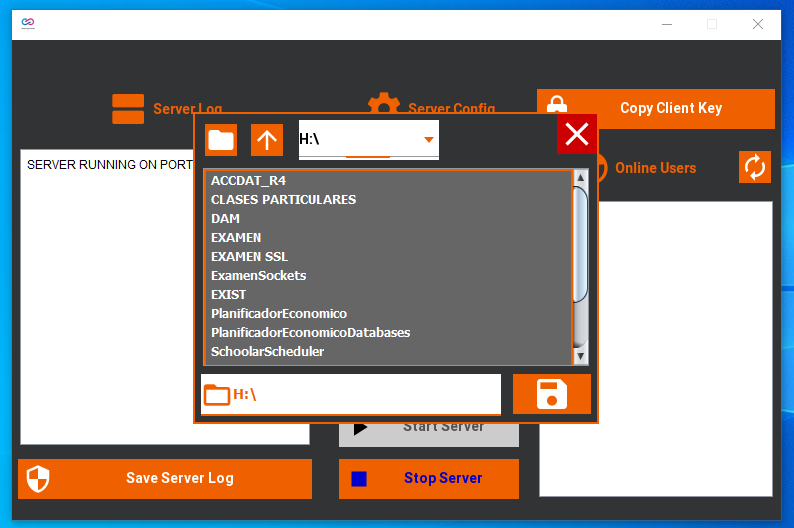 Server Log
Server Config
Copy Client Key
H:\
SERVER RUNNING ON PORT
Online Users
ACCDAT_R4
CLASES PARTICULARES
DAM
EXAMEN
EXAMEN SSL
ExamenSockets
EXIST
PlanificadorEconomico
PlanificadorEconomicoDatabases
SchoolarScheduler
H:\
Start Server
Save Server Log
Stop Server